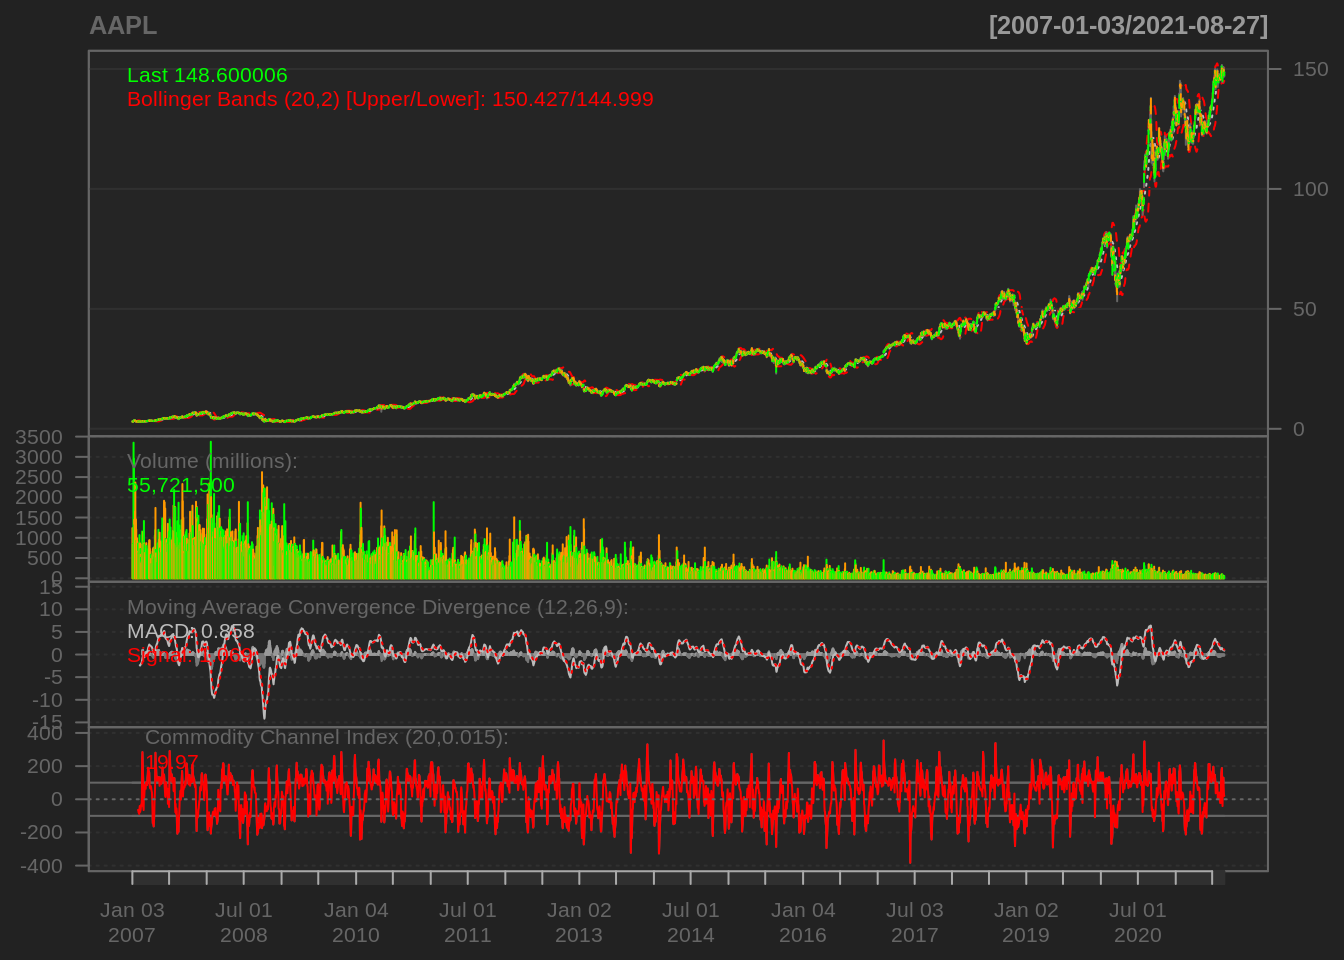 AAPL [2007-01-03/2021-08-27]
Last 148.600006
Bollinger Bands (20,2) [Upper/Lower]: 150.427/144.999
150
100
50
0
3500
3000
2500
2000
1500
1000
500
0
Volume (millions):
55,721,500
15
10
5
0
-5
-10
-15
Moving Average Convergence Divergence (12,26,9):
MACD: 0.858
Signal:
400
200
0
-200
-400
Commodity Channel Index (20,0.015):
19.97
Jan 03 Jul 01 Jan 04 Jul 01 Jan 02 Jul 01 Jan 04 Jul 03 Jan 02 Jul 01
2007 2008 2010 2011 2013 2014 2016 2017 2019 2020